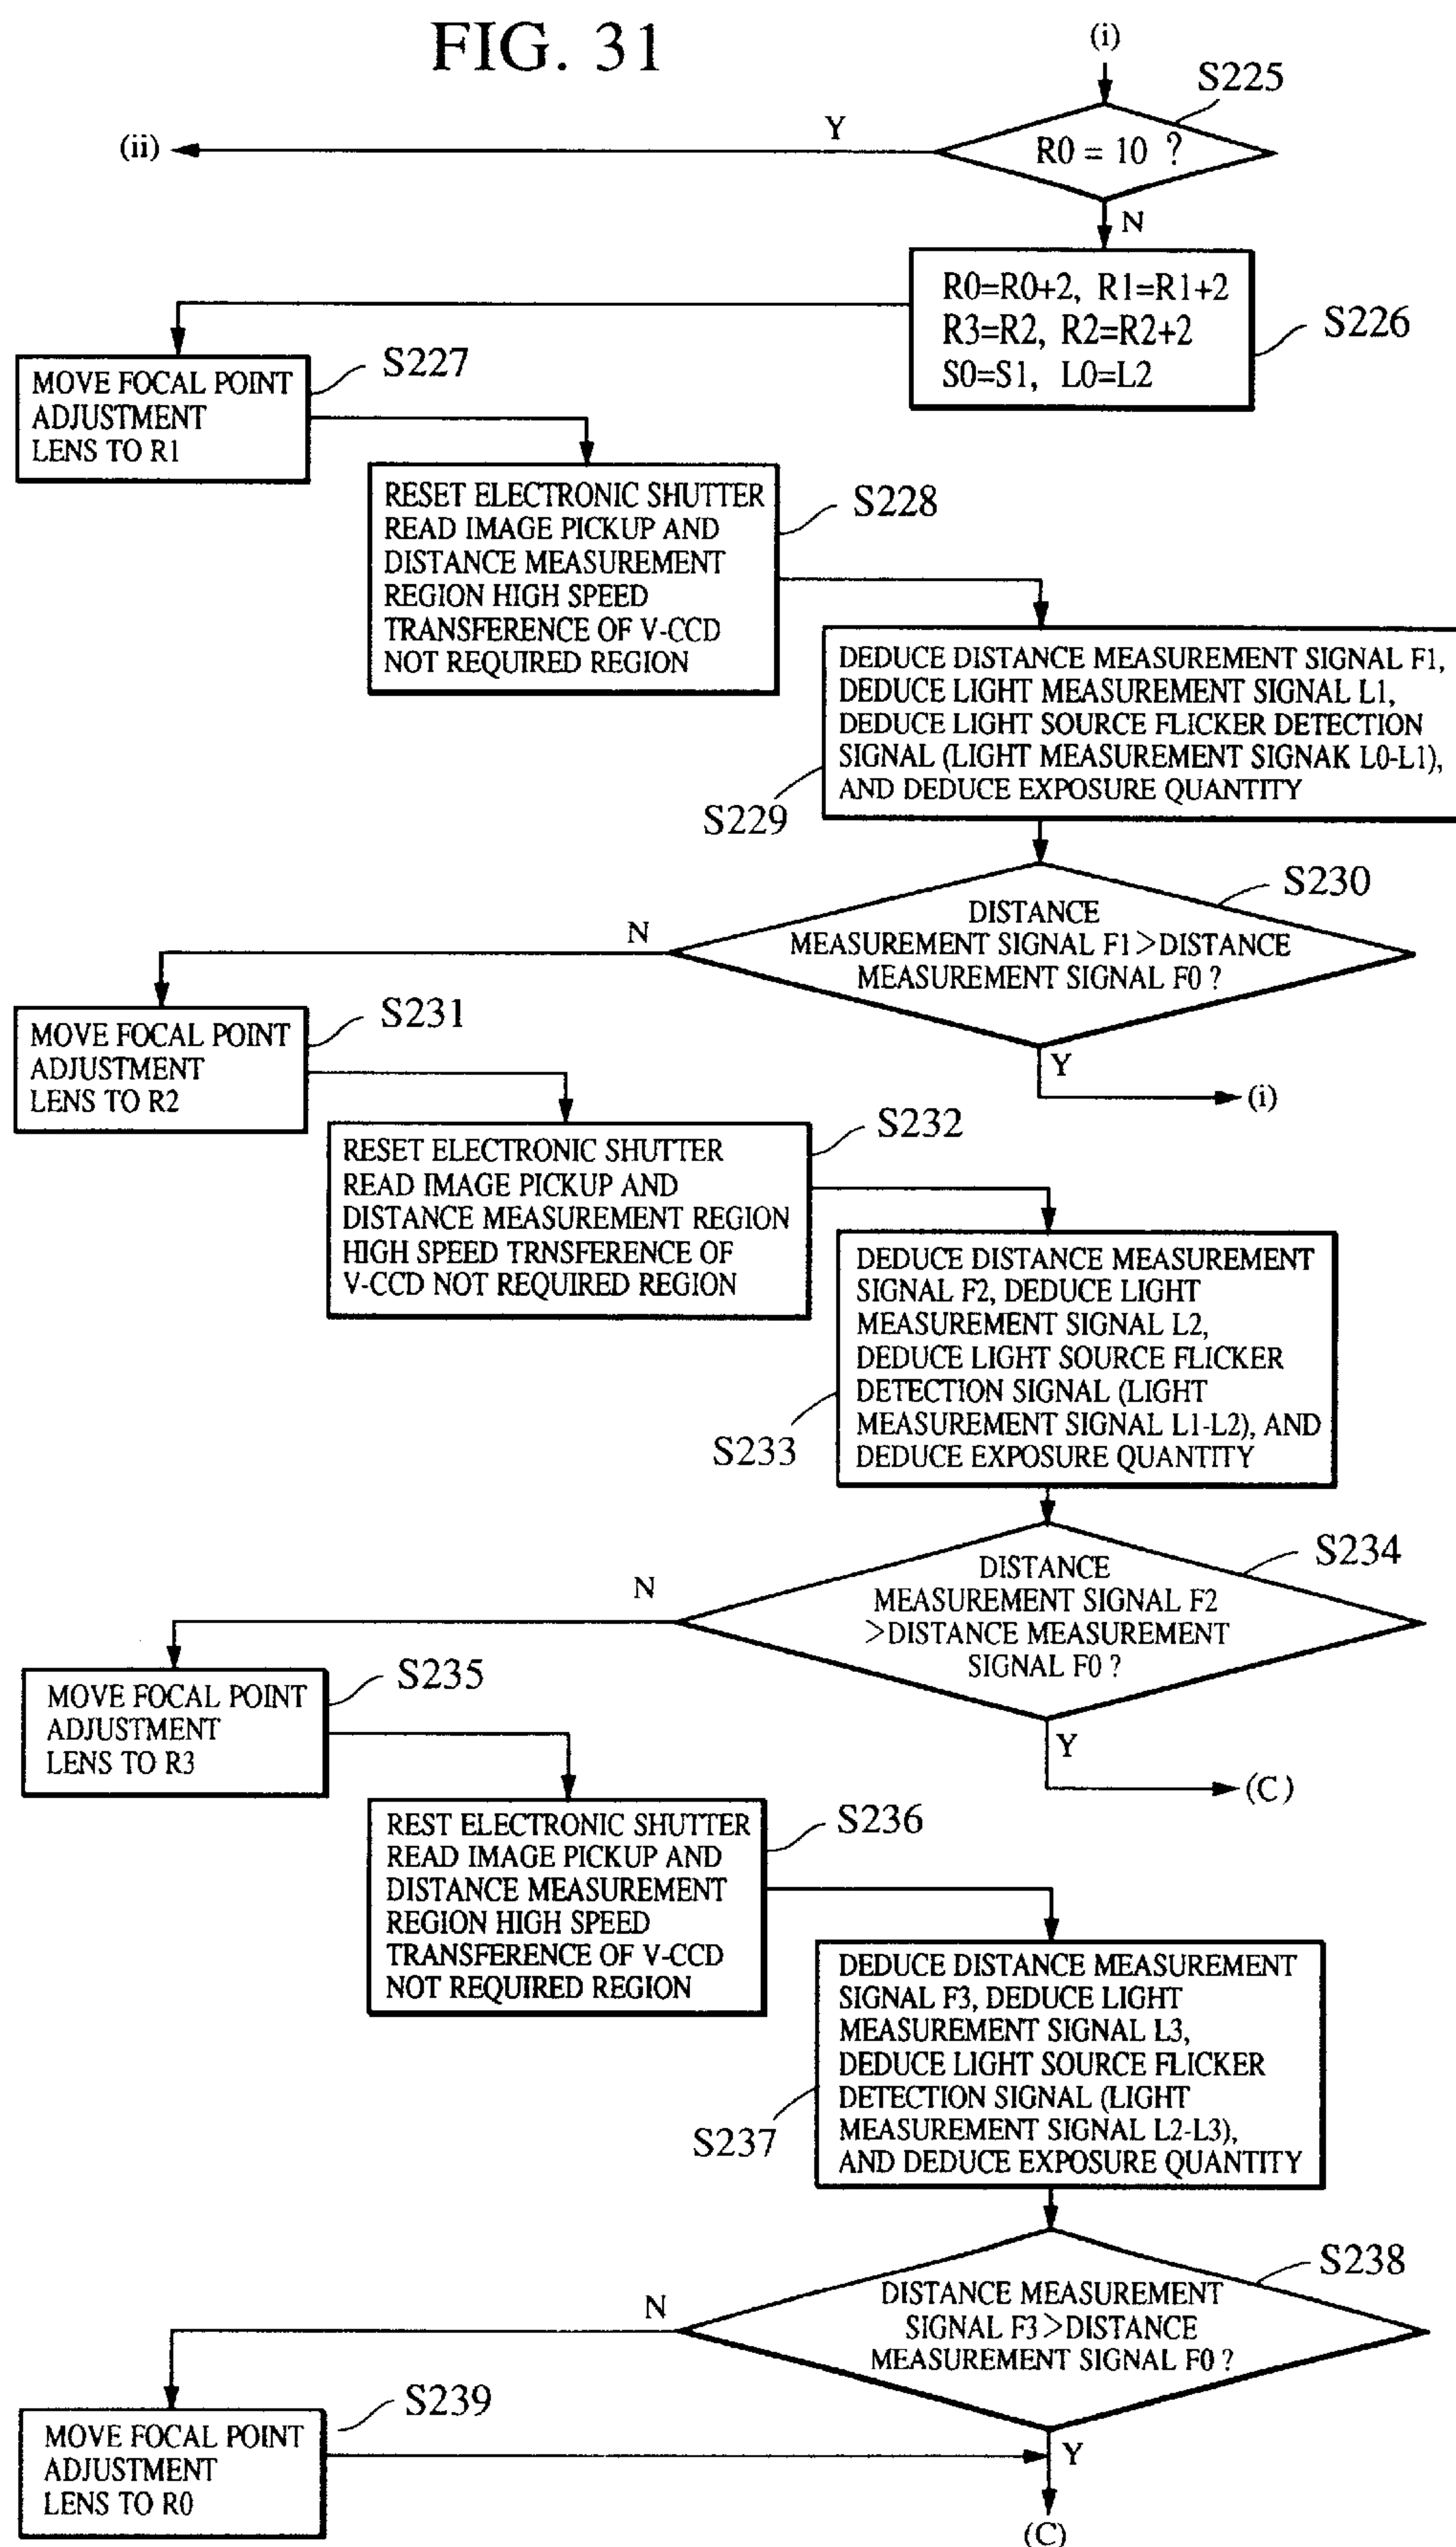 FIG. 31
(i)
S225
Y
(ii)
R0 = 10 ?
N
R0=R0+2, R1=R1+2
R3=R2, R2=R2+2
S0=S1, L0=L2
S226
S227
MOVE FOCAL POINT
ADJUSTMENT
LENS TO R1
RESET ELECTRONIC SHUTTER
READ IMAGE PICKUP AND
DISTANCE MEASUREMENT
REGION HIGH SPEED
TRANSFERENCE OF V-CCD
NOT REQUIRED REGION
S228
DEDUCE DISTANCE MEASUREMENT SIGNAL F1,
DEDUCE LIGHT MEASUREMENT SIGNAL L1,
DEDUCE LIGHT SOURCE FLICKER DETECTION
SIGNAL (LIGHT MEASUREMENT SIGNAK L0-L1),
AND DEDUCE EXPOSURE QUANTITY
S229
S230
DISTANCE
MEASUREMENT SIGNAL F1>DISTANCE
MEASUREMENT SIGNAL F0 ?
N
Y
(i)
S231
MOVE FOCAL POINT
ADJUSTMENT
LENS TO R2
S232
RESET ELECTRONIC SHUTTER
READ IMAGE PICKUP AND
DISTANCE MEASUREMENT REGION
HIGH SPEED TRNSFERENCE OF
V-CCD NOT REQUIRED REGION
DEDUCE DISTANCE MEASUREMENT
SIGNAL F2, DEDUCE LIGHT
MEASUREMENT SIGNAL L2,
DEDUCE LIGHT SOURCE FLICKER
DETECTION SIGNAL (LIGHT
MEASUREMENT SIGNAL L1-L2), AND
DEDUCE EXPOSURE QUANTITY
S233
S234
DISTANCE
MEASUREMENT SIGNAL F2
>DISTANCE MEASUREMENT
SIGNAL F0 ?
N
Y
(C)
S235
MOVE FOCAL POINT
ADJUSTMENT
LENS TO R3
S236
REST ELECTRONIC SHUTTER
READ IMAGE PICKUP AND
DISTANCE MEASUREMENT
REGION HIGH SPEED
TRANSFERENCE OF V-CCD
NOT REQUIRED REGION
DEDUCE DISTANCE MEASUREMENT
SIGNAL F3, DEDUCE LIGHT
MEASUREMENT SIGNAL L3,
DEDUCE LIGHT SOURCE FLICKER
DETECTION SIGNAL (LIGHT
MEASUREMENT SIGNAL L2-L3),
AND DEDUCE EXPOSURE QUANTITY
S237
S238
DISTANCE MEASUREMENT
SIGNAL F3>DISTANCE
MEASUREMENT SIGNAL F0 ?
N
S239
MOVE FOCAL POINT
ADJUSTMENT
LENS TO R0
Y
(C)